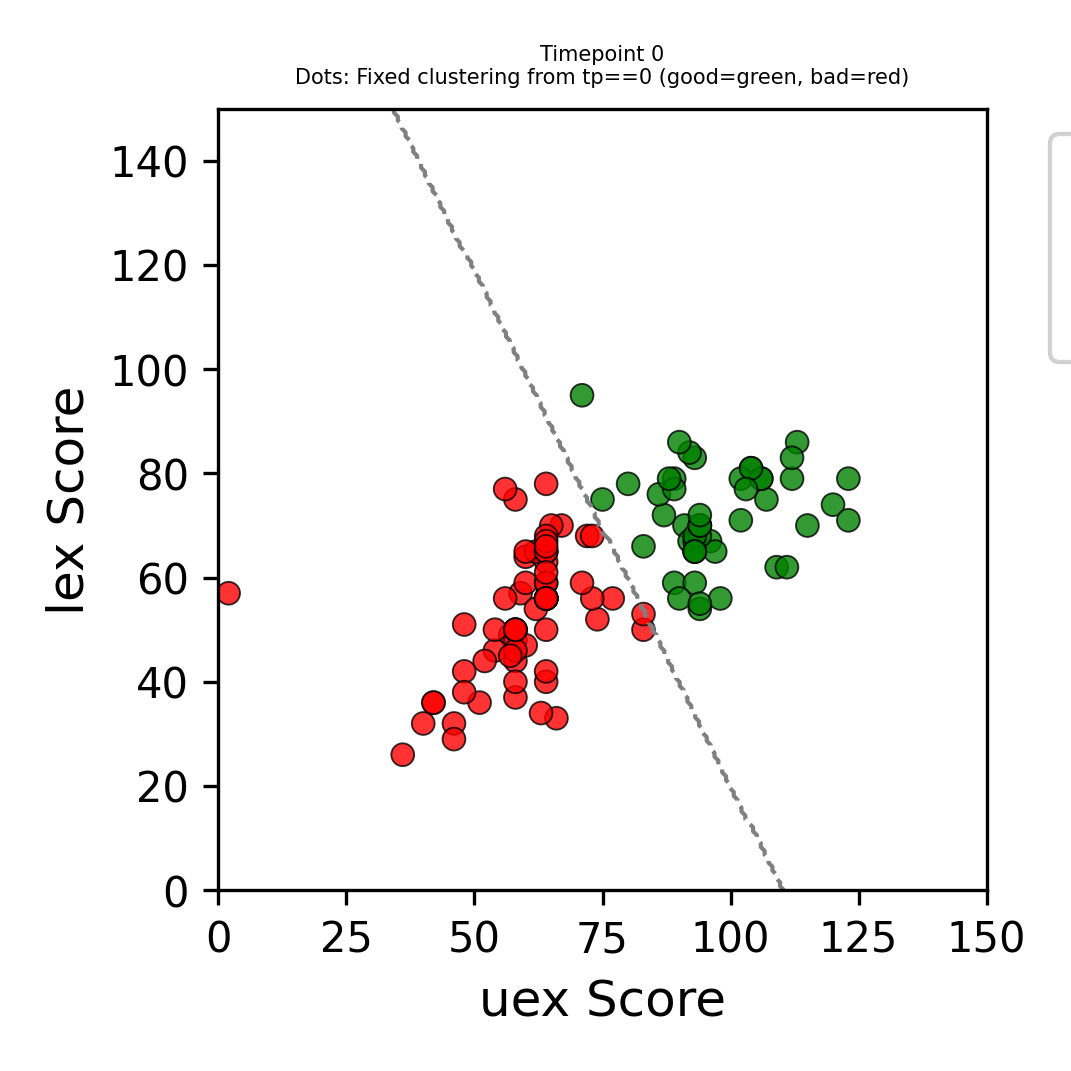 Timepoint 0
Dots: Fixed clustering from tp==0 (good=green, bad=red)
140
120
100
80
60
40
20
0
lex Score
0 25 50 75 100 125 150
uex Score